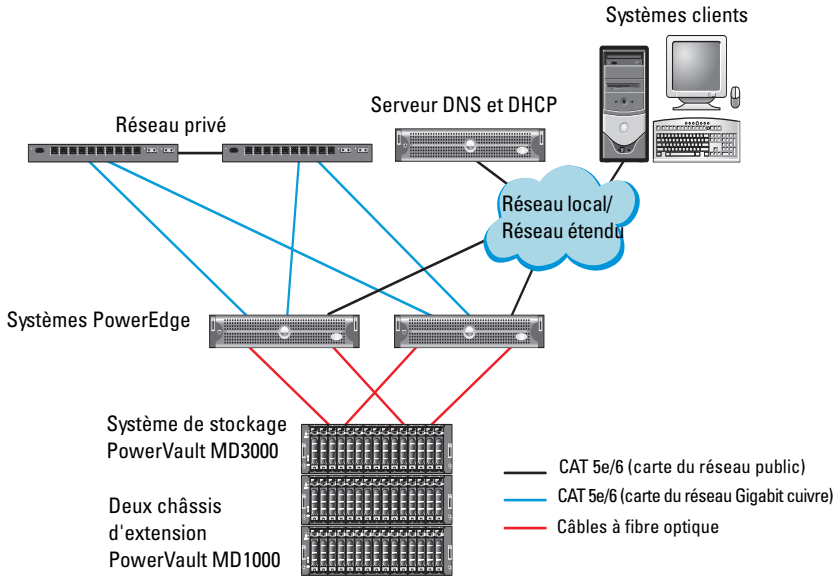 Systèmes clients
Serveur DNS et DHCP
Réseau privé
Réseau local/
Réseau étendu
Systèmes PowerEdge
Système de stockage
PowerVault MD3000
Deux châssis
d'extension
PowerVault MD1000
CAT 5e/6 (carte du réseau public)
CAT 5e/6 (carte du réseau Gigabit cuivre)
Câbles à fibre optique